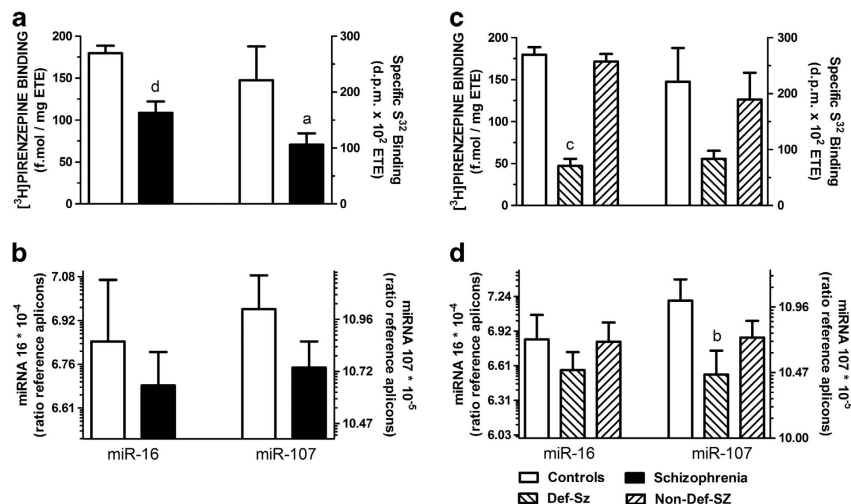 a
[³H]PIRENZEPINE BINDING
(f.mol / mg ETE)
200
150
100
50
0
d
a
300
200
100
0
Specific S³² Binding
(d.p.m. x 10² ETE)
c
[³H]PIRENZEPINE BINDING
(f.mol / mg ETE)
200
150
100
50
0
c
300
200
100
0
Specific S³² Binding
(d.p.m. x 10² ETE)
b
miRNA 16 * 10⁻⁴
(ratio reference aplicons)
7.08
6.92
6.76
6.61
10.96
10.72
10.47
miRNA 107 * 10⁻⁵
(ratio reference aplicons)
miR-16
miR-107
d
miRNA 16 * 10⁻⁴
(ratio reference aplicons)
7.24
6.92
6.61
6.31
6.03
b
10.96
10.47
10.00
miRNA 107 * 10⁻⁵
(ratio reference aplicons)
miR-16
miR-107
Controls
Schizophrenia
Def-Sz
Non-Def-SZ